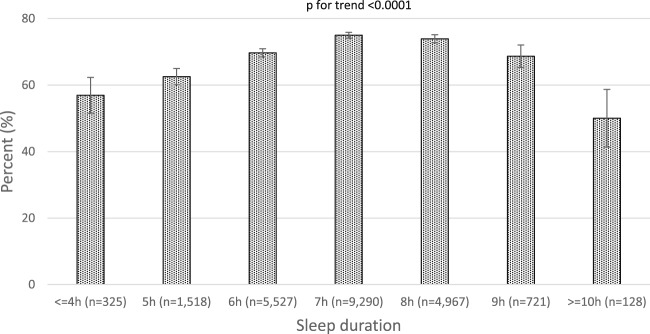 p for trend <0.0001
80
60
40
20
0
Percent (%)
<=4h (n=325) 5h (n=1,518) 6h (n=5,527) 7h (n=9,290) 8h (n=4,967) 9h (n=721) >=10h (n=128)
Sleep duration